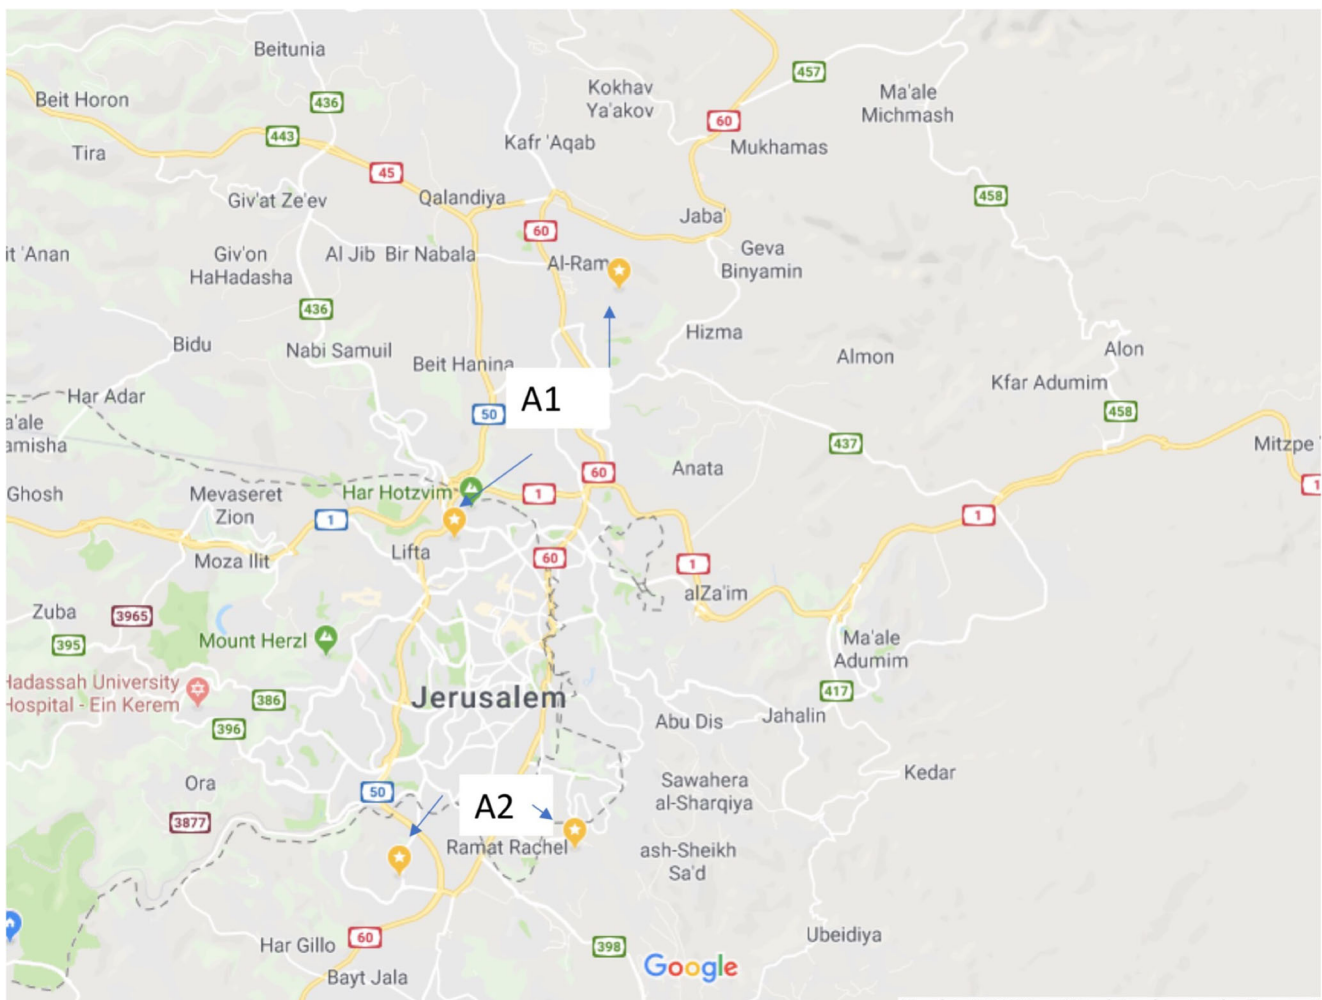 Beitunia
457
Kokhav
Ya'akov
Ma'ale
Michmash
Beit Horon
436
60
443
Kafr 'Aqab
Mukhamas
Tira
45
Giv'at Ze'ev
Qalandiya
458
Jaba'
60
it 'Anan
Giv'on
HaHadasha
Al Jib
Bir Nabala
Al-Ram
Geva
Binyamin
436
Hizma
Bidu
Nabi Samuil
Beit Hanina
Almon
Alon
Kfar Adumim
Har Adar
A1
50
458
a'ale
amisha
437
Mitzpe
Anata
60
Ghosh
Mevaseret
Zion
Har Hotzvim
1
1
1
1
Lifta
60
Moza Ilit
1
alZa'im
Zuba
3965
395
Mount Herzl
Ma'ale
Adumim
Hadassah University
Hospital - Ein Kerem
386
Jerusalem
417
396
Abu Dis
Jahalin
Ora
50
A2
Sawahera
al-Sharqiya
Kedar
3877
Ramat Rachel
ash-Sheikh
Sa'd
Har Gillo
60
398
Ubeidiya
Google
Bayt Jala